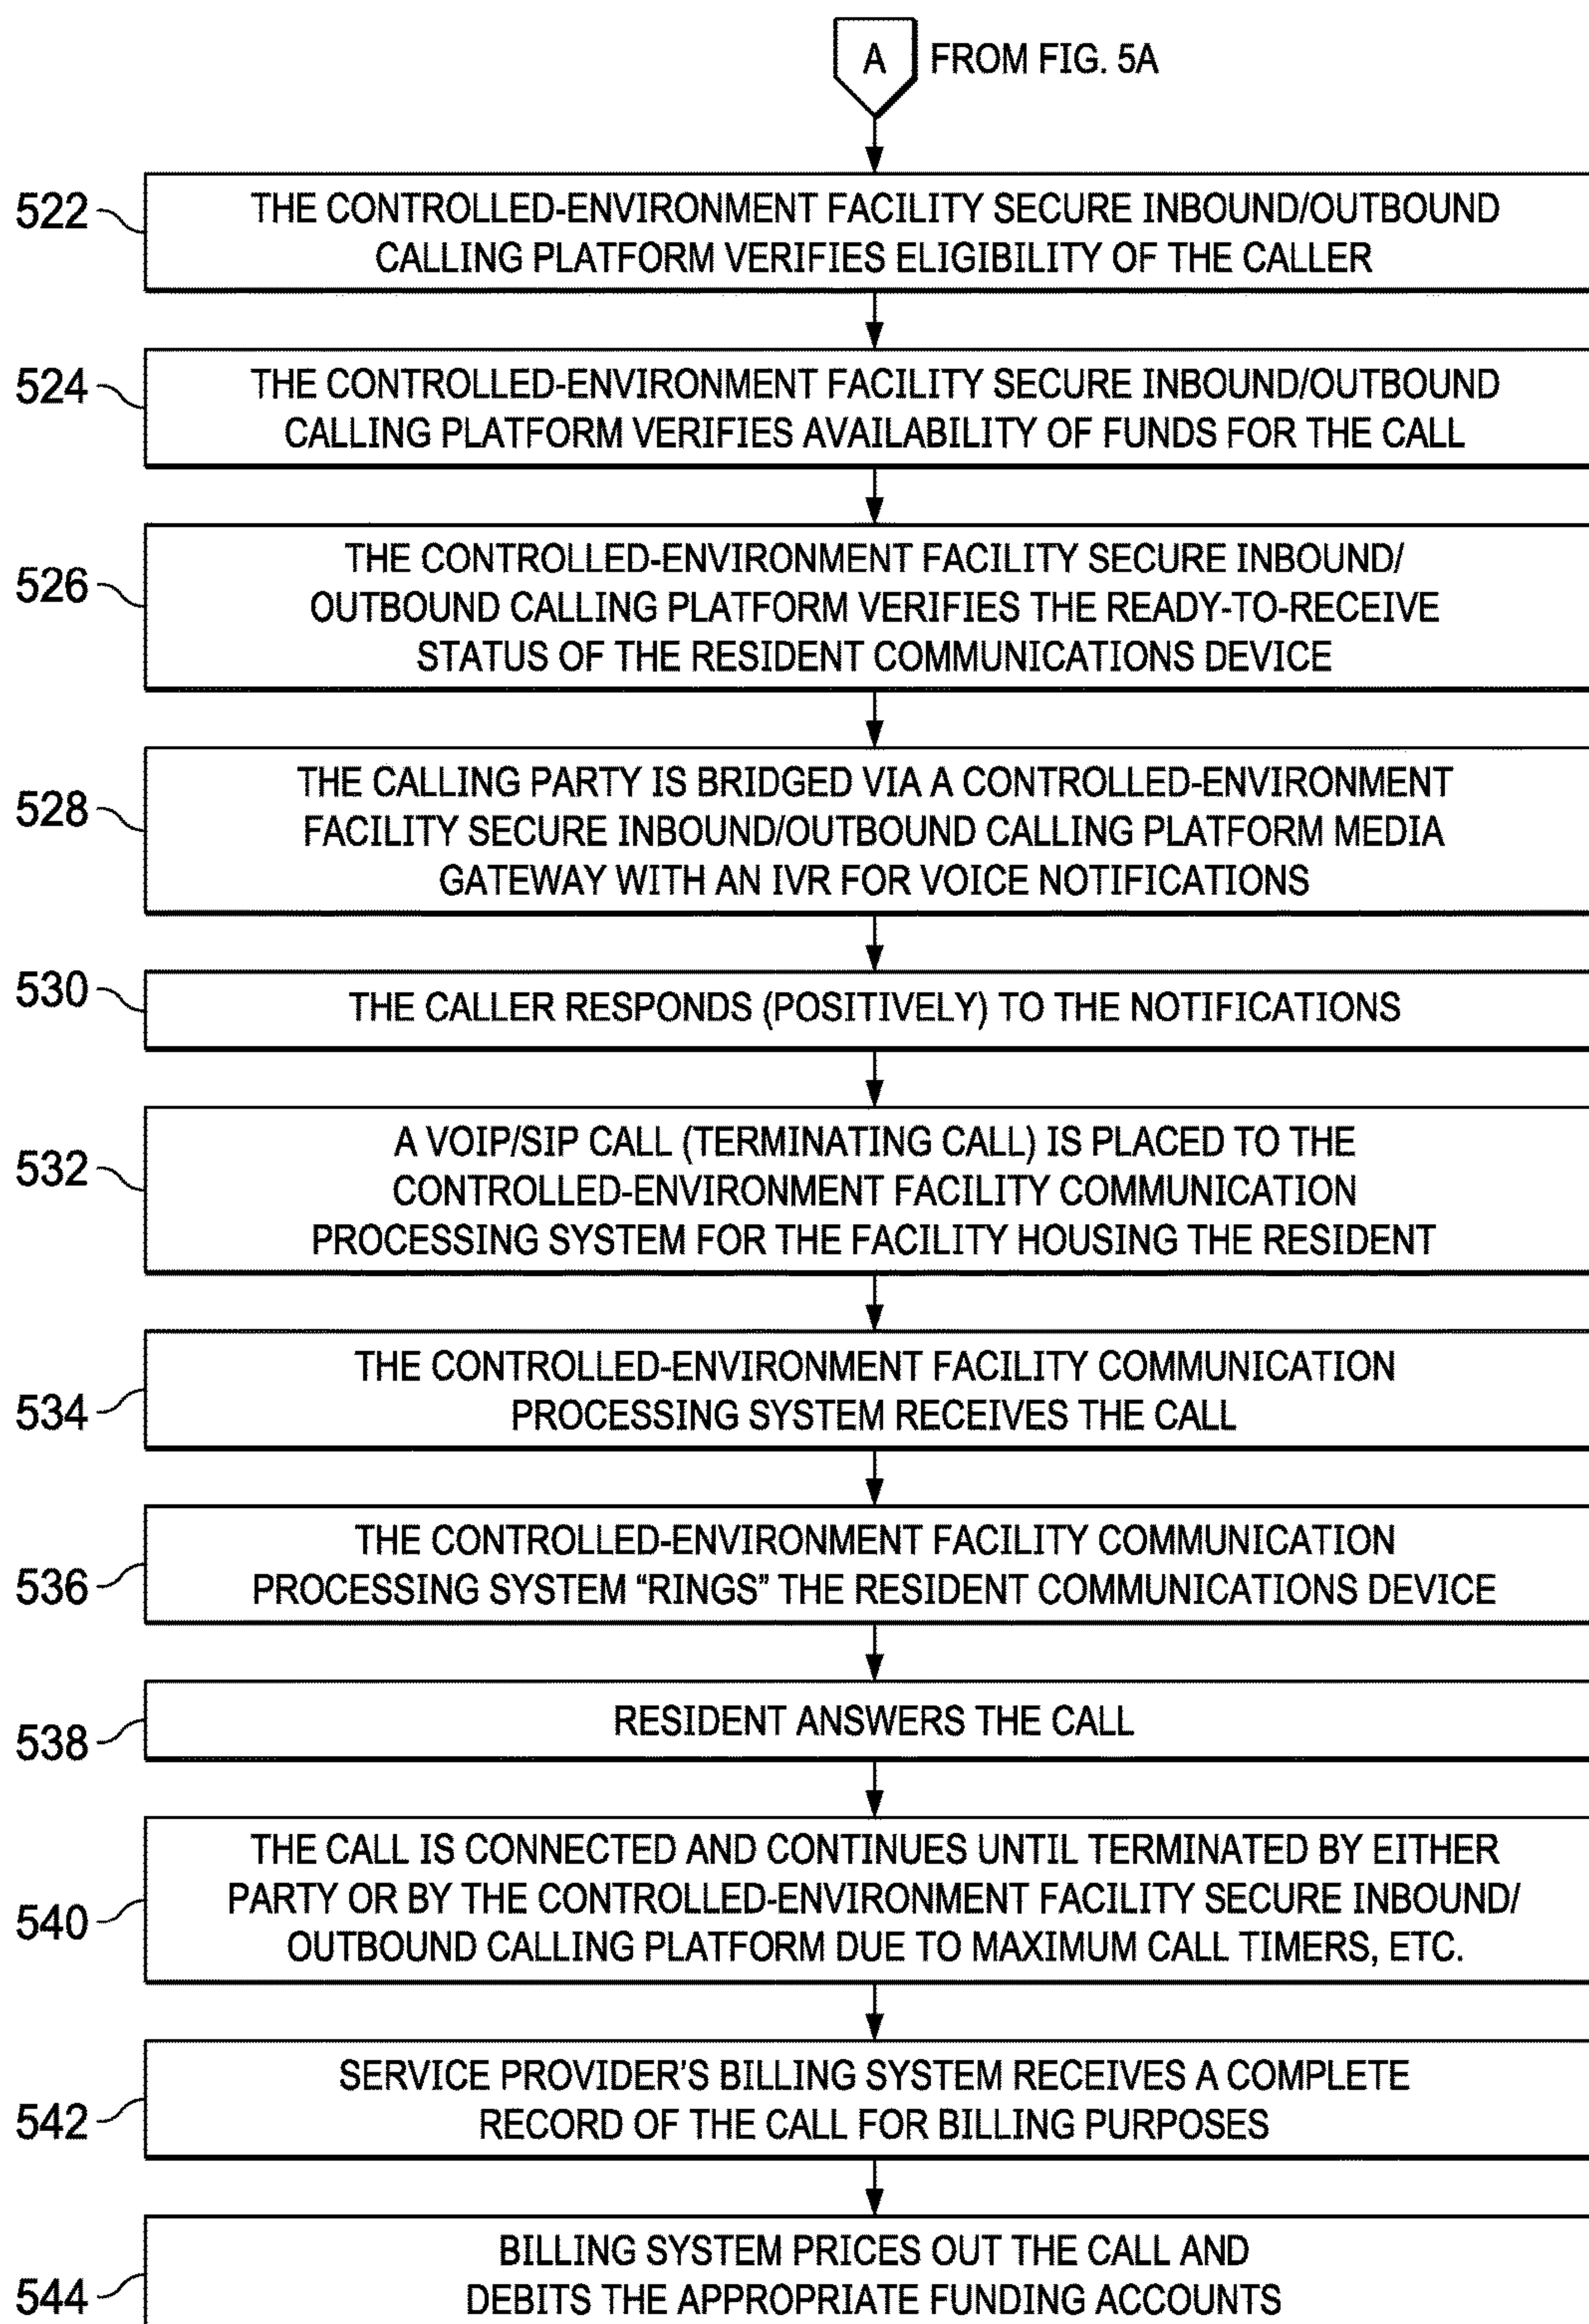 A FROM FIG. 5A
522
THE CONTROLLED-ENVIRONMENT FACILITY SECURE INBOUND/OUTBOUND
CALLING PLATFORM VERIFIES ELIGIBILITY OF THE CALLER
524
THE CONTROLLED-ENVIRONMENT FACILITY SECURE INBOUND/OUTBOUND
CALLING PLATFORM VERIFIES AVAILABILITY OF FUNDS FOR THE CALL
526
THE CONTROLLED-ENVIRONMENT FACILITY SECURE INBOUND/
OUTBOUND CALLING PLATFORM VERIFIES THE READY-TO-RECEIVE
STATUS OF THE RESIDENT COMMUNICATIONS DEVICE
528
THE CALLING PARTY IS BRIDGED VIA A CONTROLLED-ENVIRONMENT
FACILITY SECURE INBOUND/OUTBOUND CALLING PLATFORM MEDIA
GATEWAY WITH AN IVR FOR VOICE NOTIFICATIONS
530
THE CALLER RESPONDS (POSITIVELY) TO THE NOTIFICATIONS
532
A VOIP/SIP CALL (TERMINATING CALL) IS PLACED TO THE
CONTROLLED-ENVIRONMENT FACILITY COMMUNICATION
PROCESSING SYSTEM FOR THE FACILITY HOUSING THE RESIDENT
534
THE CONTROLLED-ENVIRONMENT FACILITY COMMUNICATION
PROCESSING SYSTEM RECEIVES THE CALL
536
THE CONTROLLED-ENVIRONMENT FACILITY COMMUNICATION
PROCESSING SYSTEM “RINGS” THE RESIDENT COMMUNICATIONS DEVICE
538
RESIDENT ANSWERS THE CALL
540
THE CALL IS CONNECTED AND CONTINUES UNTIL TERMINATED BY EITHER
PARTY OR BY THE CONTROLLED-ENVIRONMENT FACILITY SECURE INBOUND/
OUTBOUND CALLING PLATFORM DUE TO MAXIMUM CALL TIMERS, ETC.
542
SERVICE PROVIDER’S BILLING SYSTEM RECEIVES A COMPLETE
RECORD OF THE CALL FOR BILLING PURPOSES
544
BILLING SYSTEM PRICES OUT THE CALL AND
DEBITS THE APPROPRIATE FUNDING ACCOUNTS